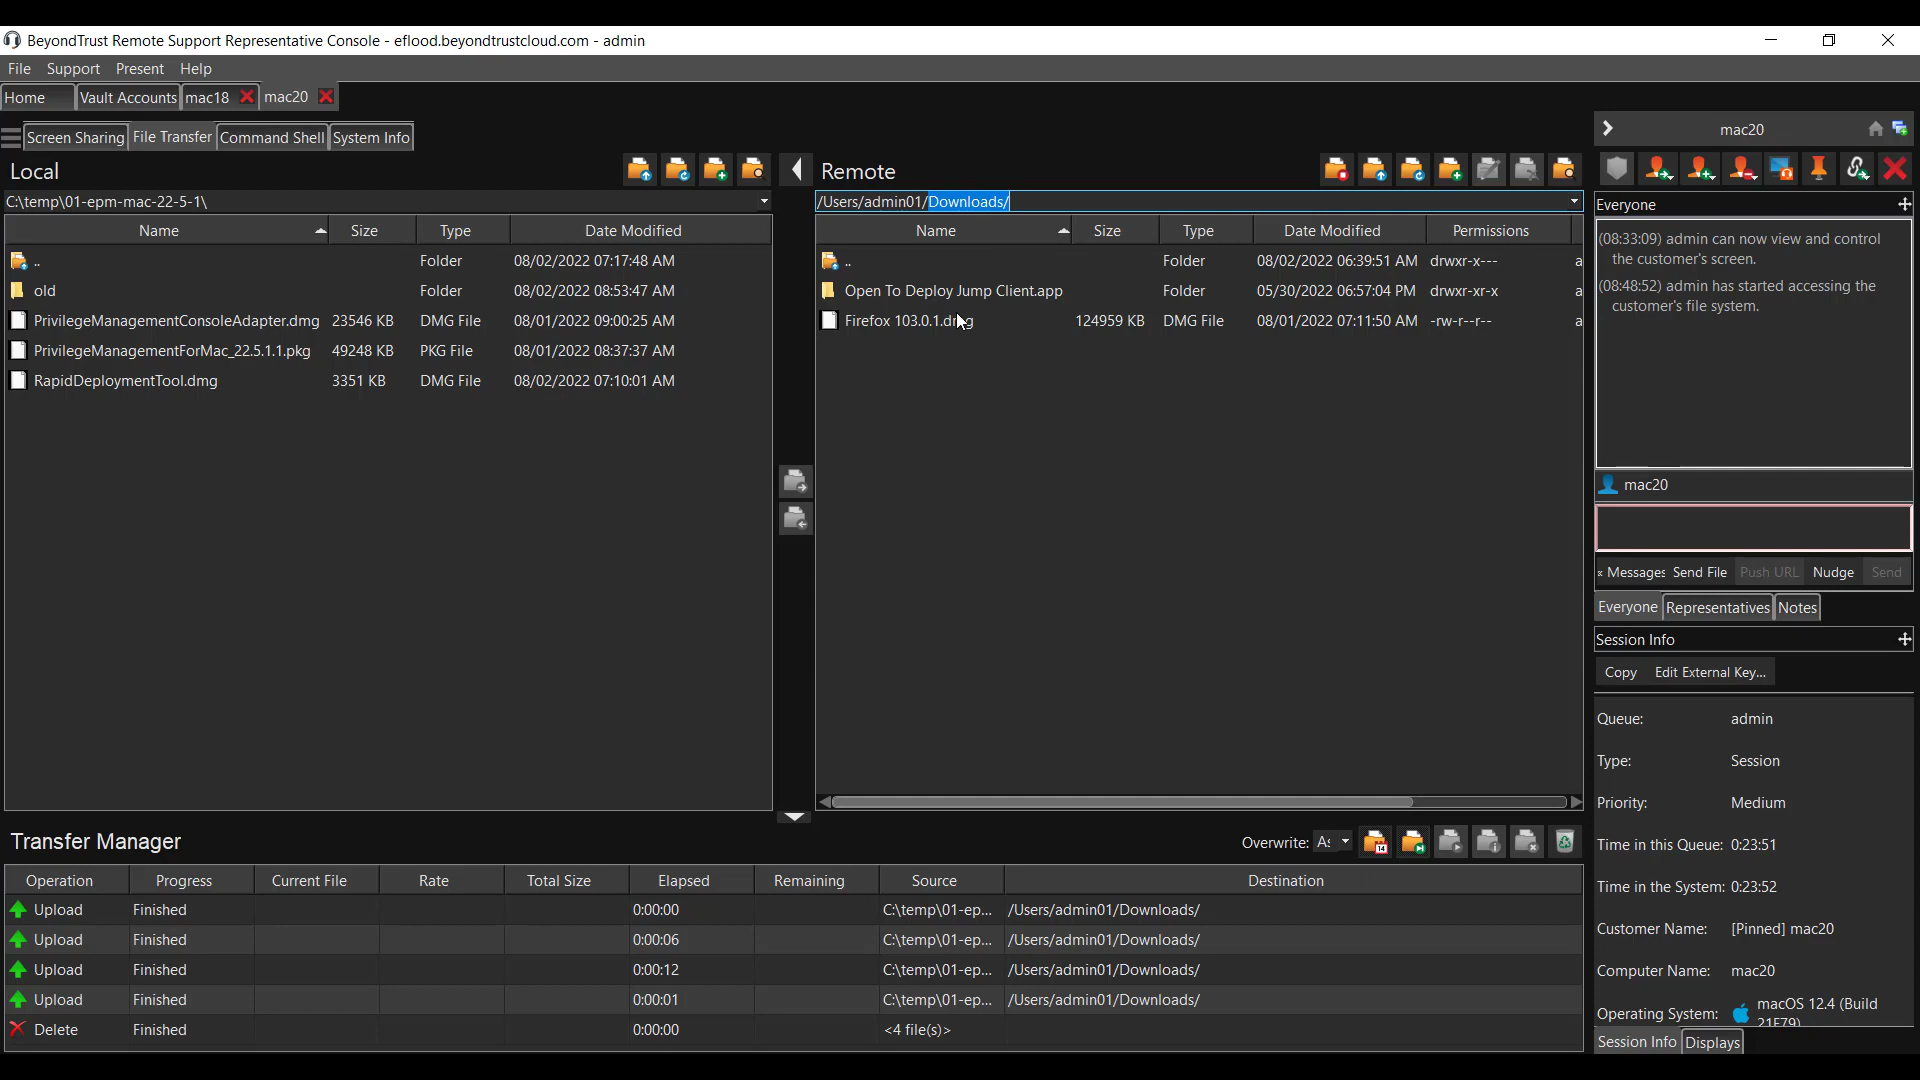 BeyondTrust Remote Support Representative Console - eflood.beyondtrustcloud.com - admin
File Support Present Help
Home Vault Accounts mac18 mac20
Screen Sharing File Transfer Command Shell System Info
mac20
Local
Remote
C:\temp\01-epm-mac-22-5-1\
/Users/admin01/Downloads/
Name Size Type Date Modified
.. Folder 08/02/2022 07:17:48 AM
old Folder 08/02/2022 08:53:47 AM
PrivilegeManagementConsoleAdapter.dmg 23546 KB DMG File 08/01/2022 09:00:25 AM
PrivilegeManagementForMac_22.5.1.1.pkg 49248 KB PKG File 08/01/2022 08:37:37 AM
RapidDeploymentTool.dmg 3351 KB DMG File 08/02/2022 07:10:01 AM
Name Size Type Date Modified Permissions
.. Folder 08/02/2022 06:39:51 AM drwxr-x--- a
Open To Deploy Jump Client.app Folder 05/30/2022 06:57:04 PM drwxr-xr-x a
Firefox 103.0.1.dmg 124959 KB DMG File 08/01/2022 07:11:50 AM -rw-r--r-- a
Everyone
(08:33:09) admin can now view and control
the customer's screen.
(08:48:52) admin has started accessing the
customer's file system.
mac20
« Messages Send File Push URL Nudge Send
Everyone Representatives Notes
Session Info
Copy Edit External Key...
Queue: admin
Type: Session
Priority: Medium
Time in this Queue: 0:23:51
Time in the System: 0:23:52
Customer Name: [Pinned] mac20
Computer Name: mac20
Operating System: macOS 12.4 (Build
21F79)
Session Info Displays
Transfer Manager
Overwrite: As
14
Operation Progress Current File Rate Total Size Elapsed Remaining Source Destination
Upload Finished 0:00:00 C:\temp\01-ep... /Users/admin01/Downloads/
Upload Finished 0:00:06 C:\temp\01-ep... /Users/admin01/Downloads/
Upload Finished 0:00:12 C:\temp\01-ep... /Users/admin01/Downloads/
Upload Finished 0:00:01 C:\temp\01-ep... /Users/admin01/Downloads/
Delete Finished 0:00:00 <4 file(s)>